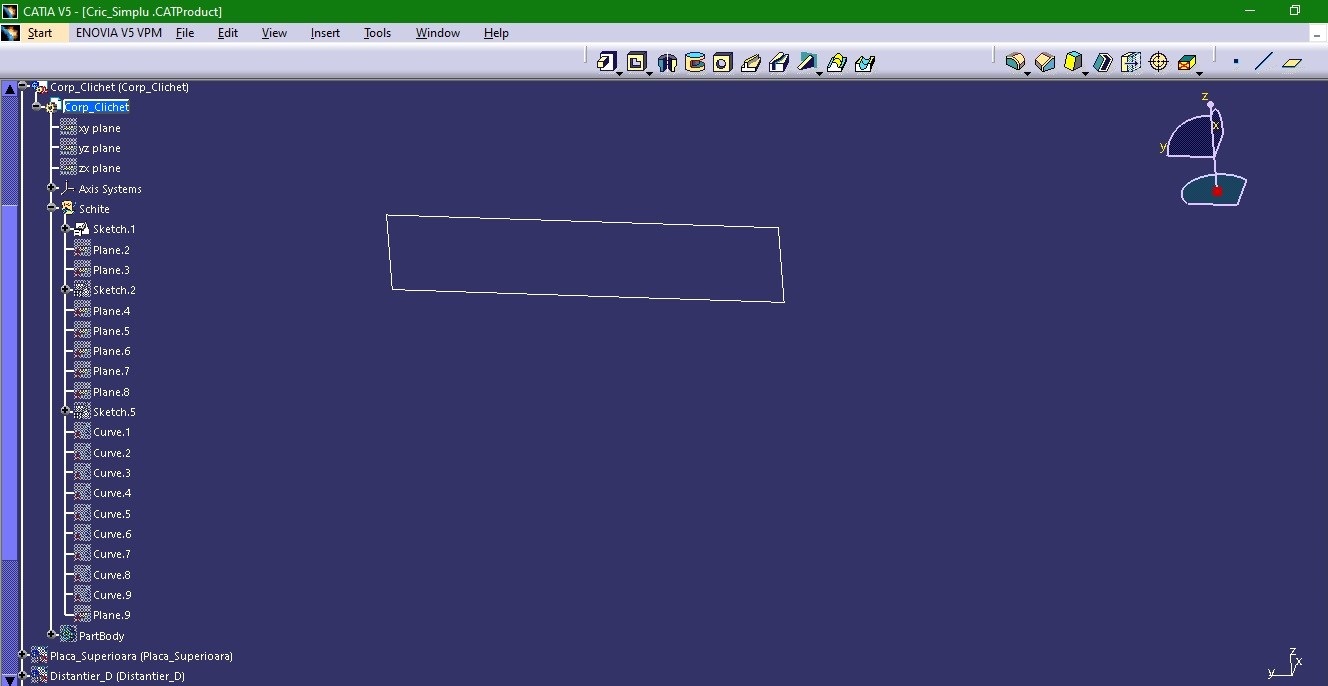 CATIA V5 - [Cric_Simplu .CATProduct]
Start ENOVIA V5 VPM File Edit View Insert Tools Window Help
Corp_Clichet (Corp_Clichet)
Corp_Clichet
xy plane
yz plane
zx plane
Axis Systems
Schite
Sketch.1
Plane.2
Plane.3
Sketch.2
Plane.4
Plane.5
Plane.6
Plane.7
Plane.8
Sketch.5
Curve.1
Curve.2
Curve.3
Curve.4
Curve.5
Curve.6
Curve.7
Curve.8
Curve.9
Plane.9
PartBody
Placa_Superioara (Placa_Superioara)
Distantier_D (Distantier_D)
z
x
y
z
x
y